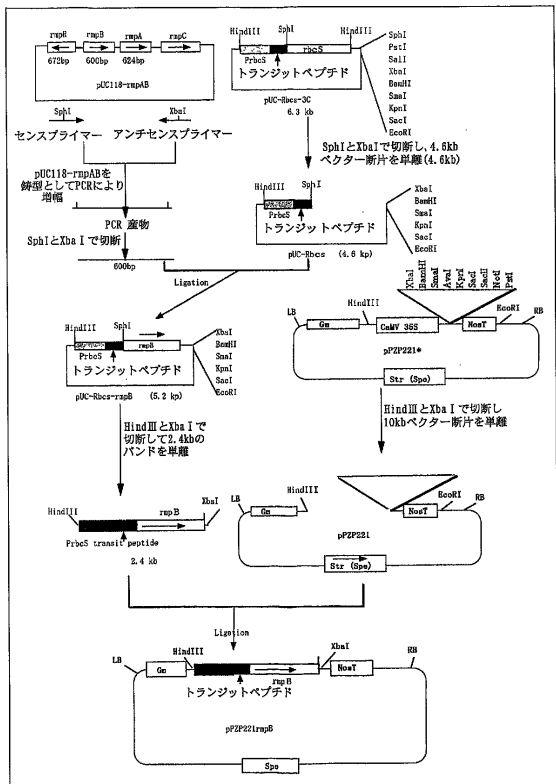 rmpR rmpB rmpA rmpC
672bp 600bp 624bp
pUC118-rmpAB
SphI XbaI
センスプライマー アンチセンスプライマー
pUC118-rmpABを
鋳型としてPCRにより
増幅
PCR 産物
SphIとXba I で切断
600bp
HindIII SphI HindIII
rbcS
PrbcS
トランジットペプチド
pUC-Rbcs-3C
6.3 kb
SphI
PstI
SalI
XbaI
BamHI
SmaI
KpnI
SacI
EcoRI
SphIとXbaIで切断し,4.6kb
ベクター断片を単離(4.6kb)
HindIII SphI
PrbcS
トランジットペプチド
pUC-Rbcs (4.6 kp)
XbaI
BamHI
SmaI
KpnI
SacI
EcoRI
Ligation
HindIII SphI
rmpB
PrbcS
トランジットペプチド
pUC-Rbcs-rmpB (5.2 kp)
XbaI
BamHI
SmaI
KpnI
SacI
EcoRI
XbaI
BamHI
SmaI
AvaI
KpnI
SacI
SacII
NotI
PstI
LB Gm HindIII CaMV 35S NosT EcoRI RB
pPZP221*
Str (Spe)
HindⅢとXba I で
切断して2.4kbの
バンドを単離
HindⅢとXba I で切断し
10kbベクター断片を単離
HindIII rmpB XbaI
PrbcS transit peptide
2.4 kb
LB HindIII EcoRI RB
Gm NosT
pPZP221
Str (Spe)
Ligation
LB HindIII XbaI RB
Gm NosT
rmpB
トランジットペプチド
pPZP221rmpB
Spe